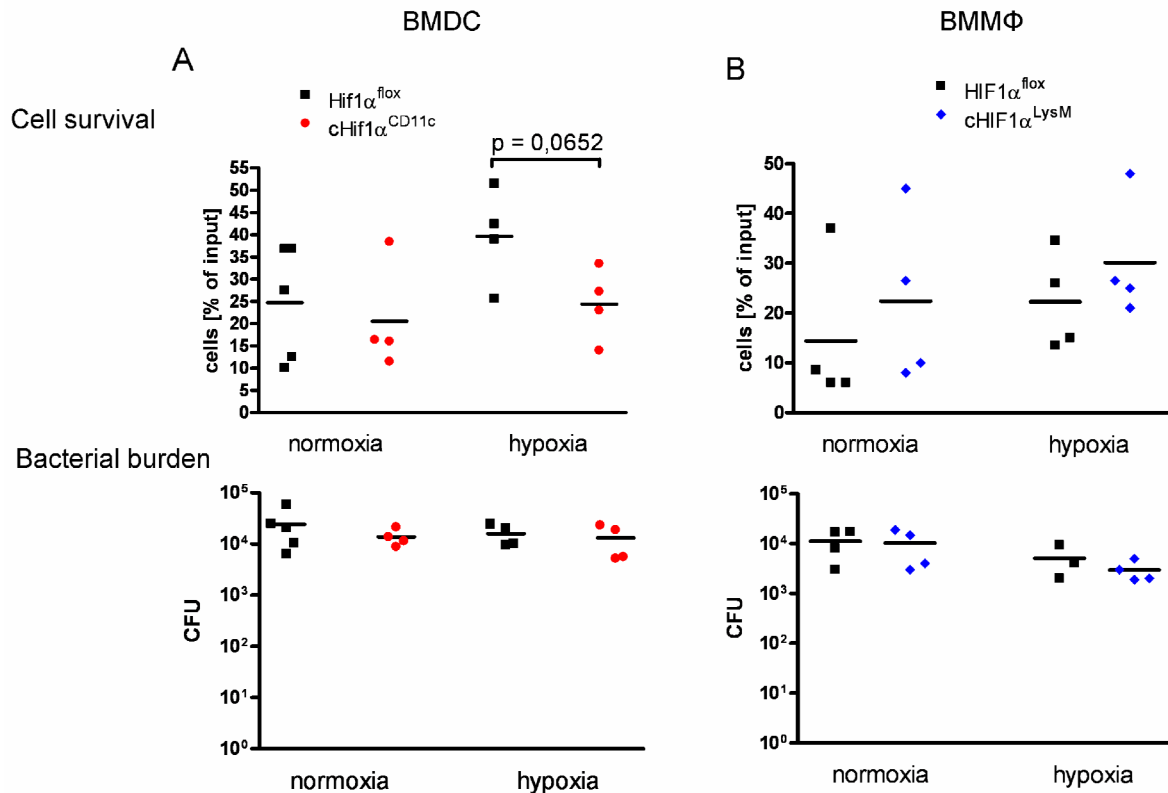 BMDC
BMMΦ
A
B
Hif1α^flox
cHif1α^CD11c
HIF1α^flox
cHIF1α^LysM
Cell survival
p = 0,0652
cells [% of input]
55
50
45
40
35
30
25
20
15
10
5
0
normoxia
hypoxia
cells [% of input]
50
40
30
20
10
0
normoxia
hypoxia
Bacterial burden
CFU
10^5
10^4
10^3
10^2
10^1
10^0
normoxia
hypoxia
CFU
10^5
10^4
10^3
10^2
10^1
10^0
normoxia
hypoxia